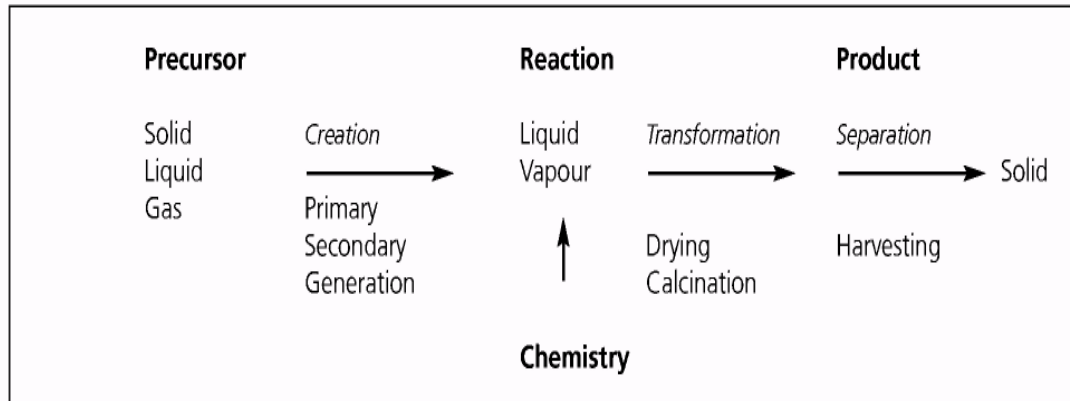 Precursor Reaction Product
Solid Creation Liquid Transformation Separation
Liquid Vapour Solid
Gas Primary
Secondary Drying Harvesting
Generation Calcination
Chemistry